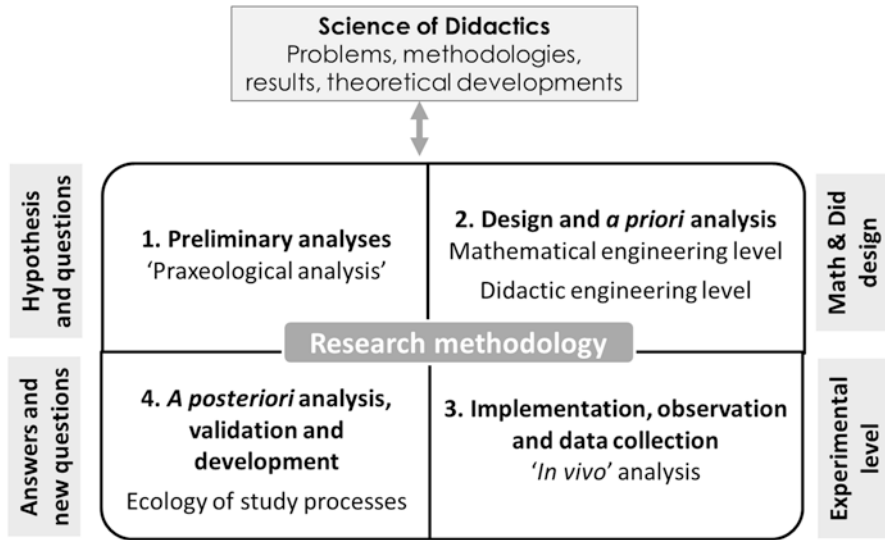 Science of Didactics
Problems, methodologies,
results, theoretical developments
Hypothesis
and questions
1. Preliminary analyses
‘Praxeological analysis’
2. Design and a priori analysis
Mathematical engineering level
Didactic engineering level
Math & Did
design
Research methodology
Answers and
new questions
4. A posteriori analysis,
validation and
development
Ecology of study processes
3. Implementation, observation
and data collection
‘In vivo’ analysis
Experimental
level